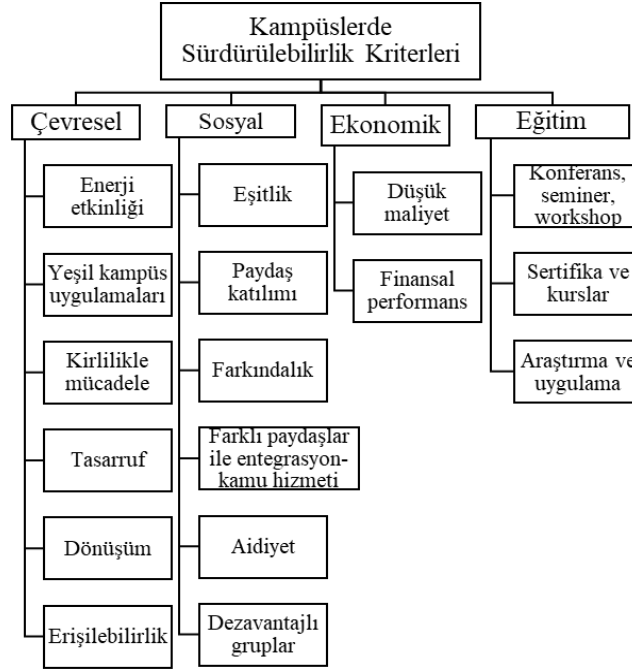 Kampüslerde
Sürdürülebilirlik Kriterleri
Çevresel
Enerji
etkinliği
Yeşil kampüs
uygulamaları
Kirlilikle
mücadele
Tasarruf
Dönüşüm
Erişilebilirlik
Sosyal
Eşitlik
Paydaş
katılımı
Farkındalık
Farklı paydaşlar
ile entegrasyon-
kamu hizmeti
Aidiyet
Dezavantajlı
gruplar
Ekonomik
Düşük
maliyet
Finansal
performans
Eğitim
Konferans,
seminer,
workshop
Sertifika ve
kurslar
Araştırma ve
uygulama